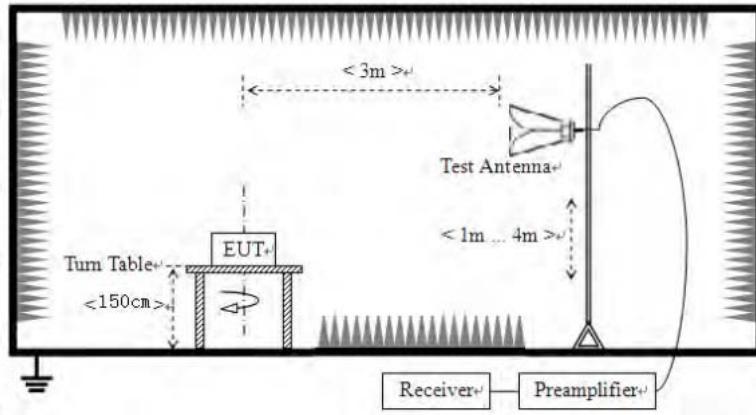 < 3m >
Test Antenna
< 1m ... 4m >
EUT
Turn Table
<150cm >
Receiver
Preamplifier